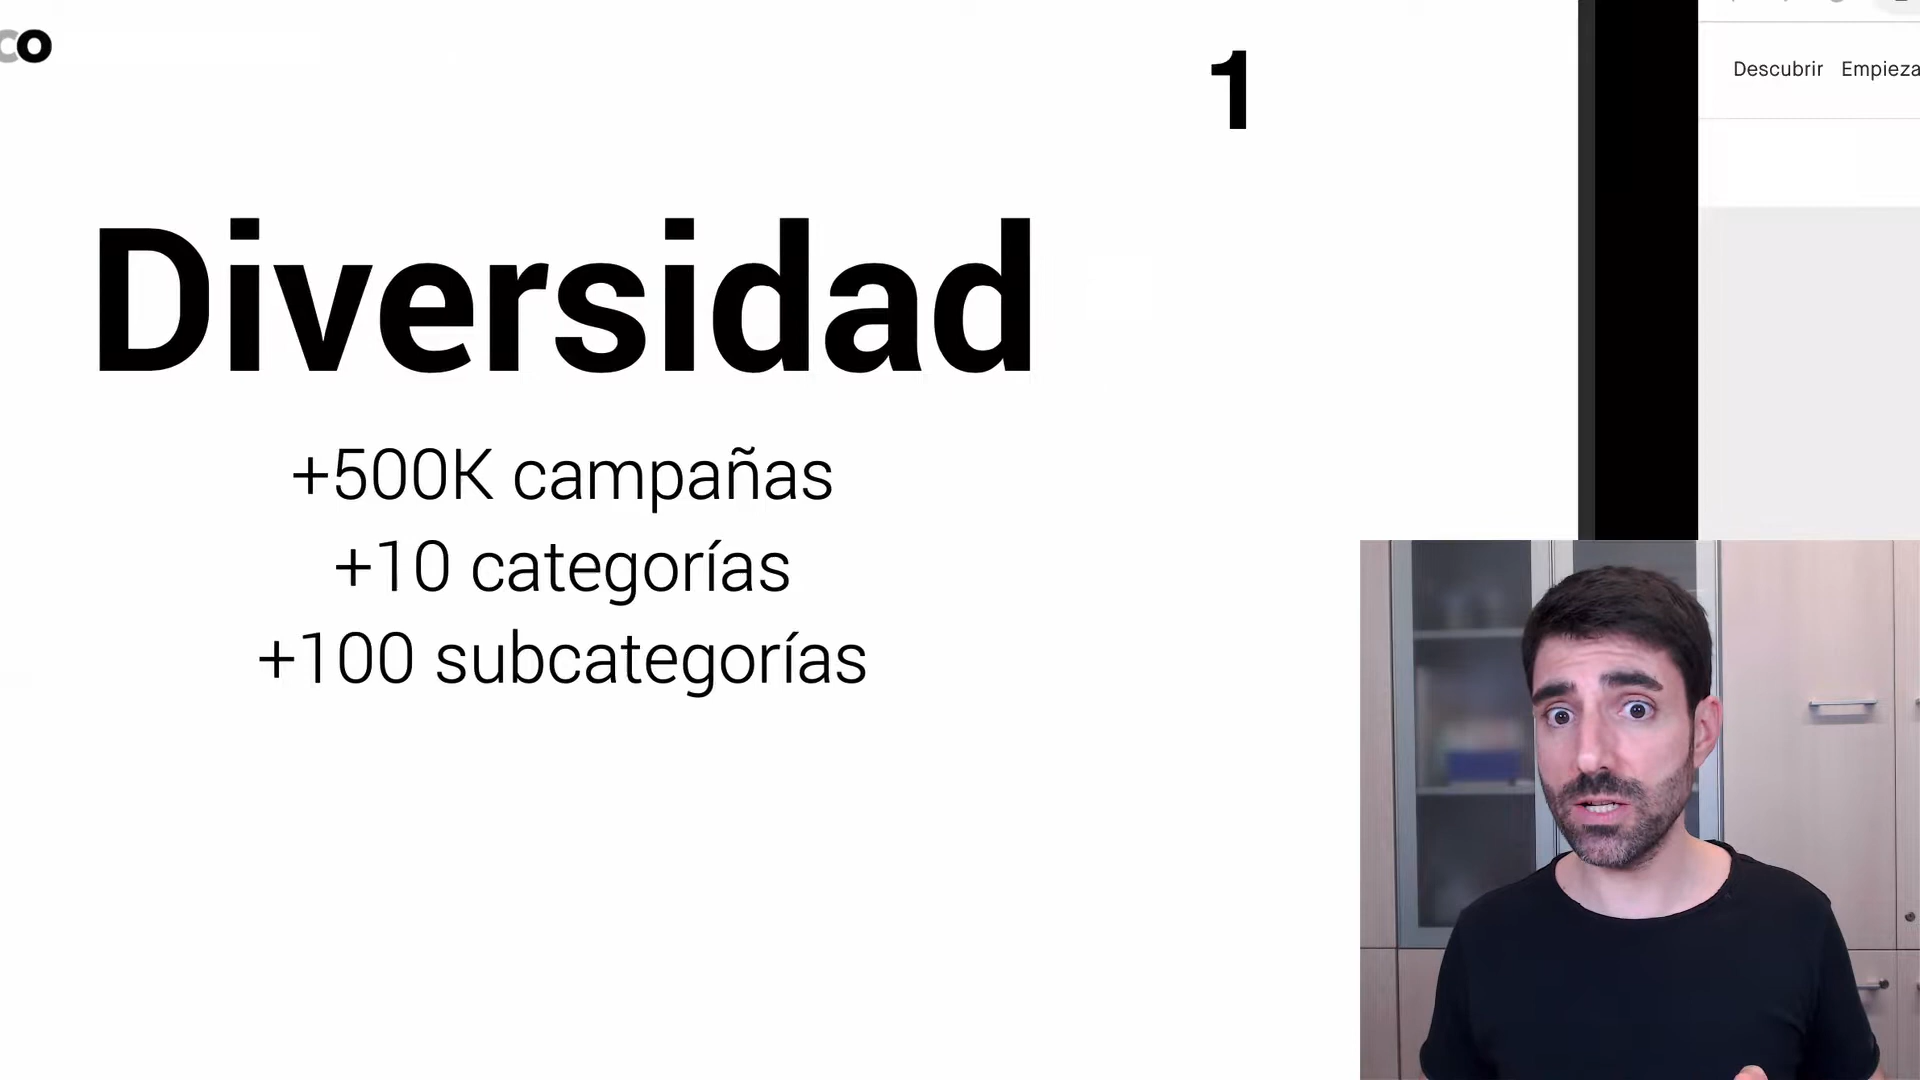 co
1
Descubrir Empieza
Diversidad
+500K campañas
+10 categorías
+100 subcategorías